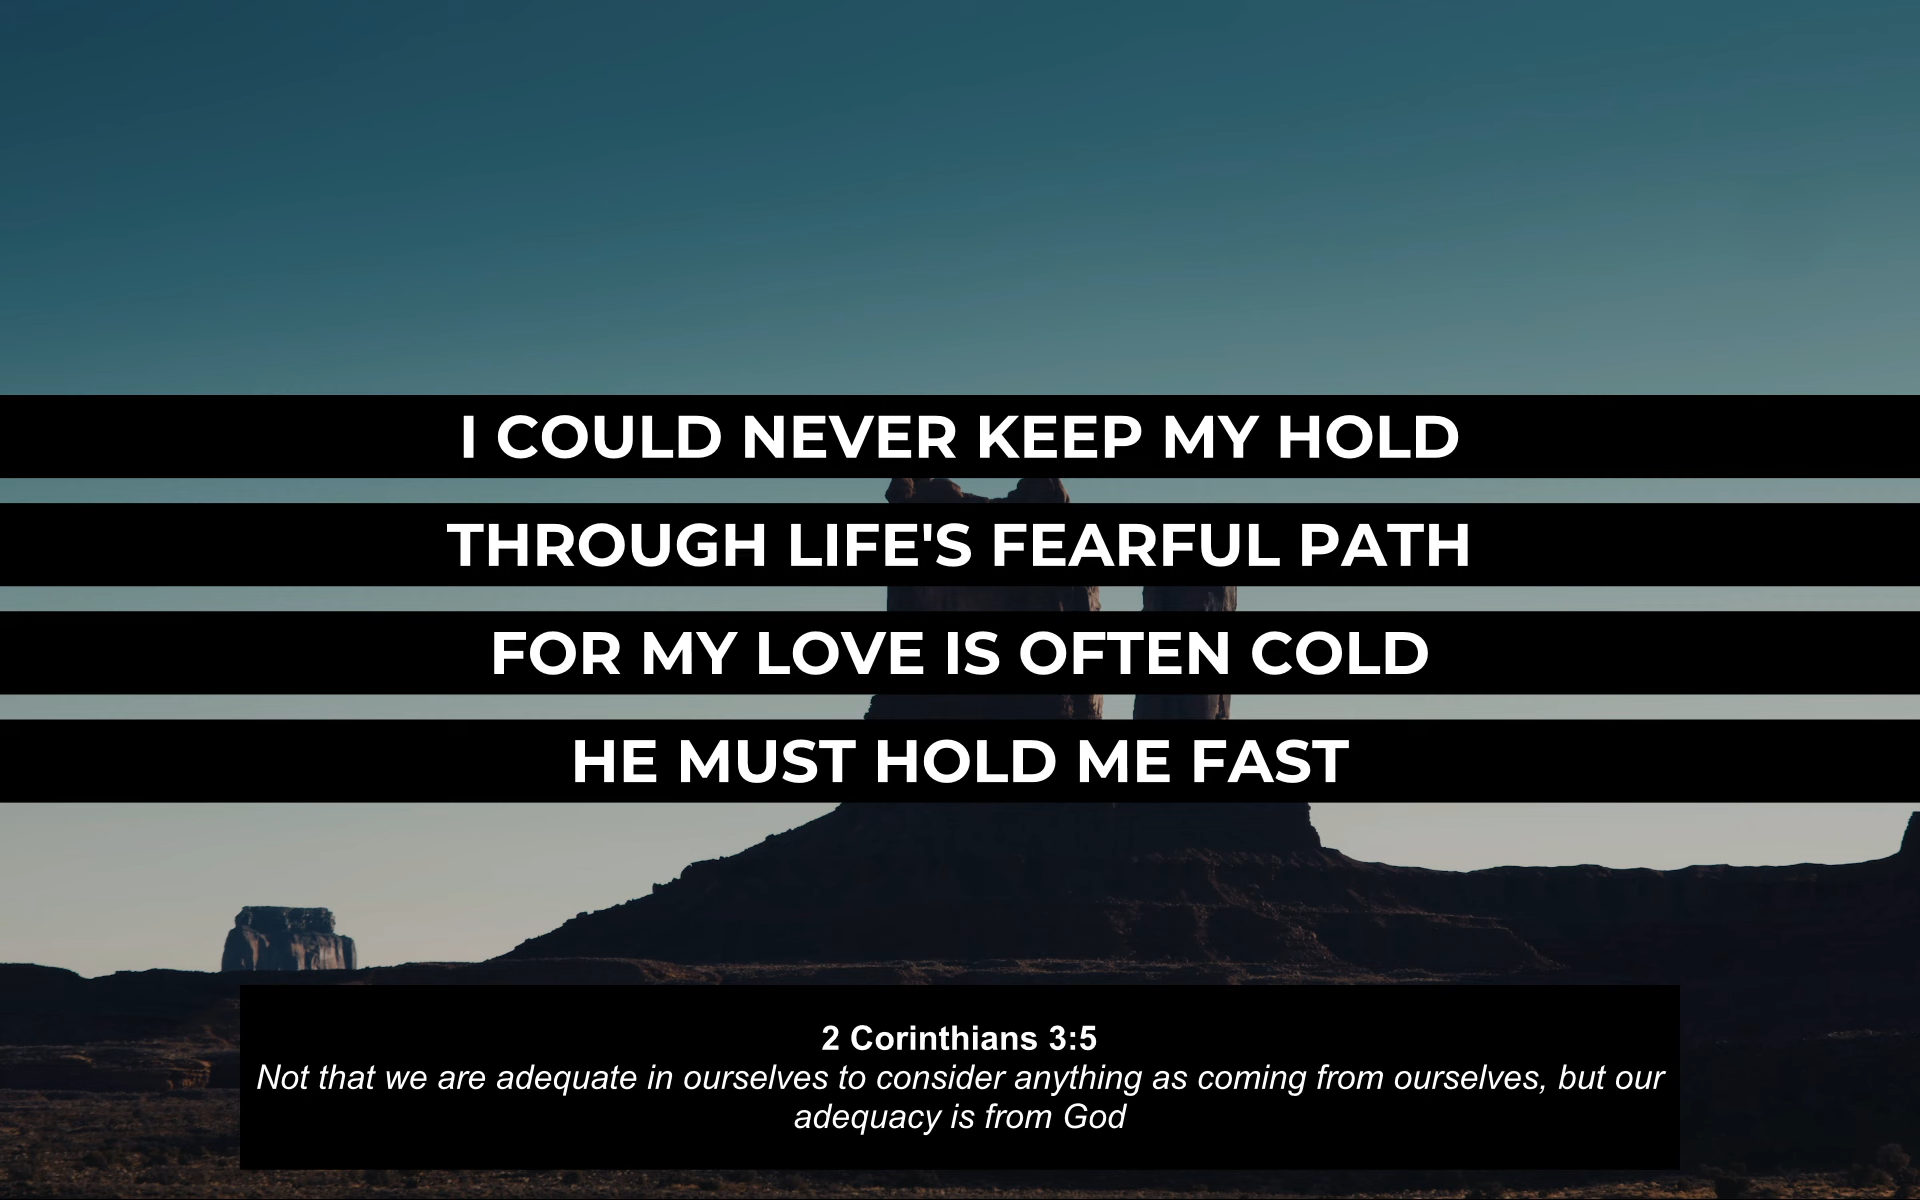 I COULD NEVER KEEP MY HOLD
THROUGH LIFE'S FEARFUL PATH
FOR MY LOVE IS OFTEN COLD
HE MUST HOLD ME FAST
2 Corinthians 3:5
Not that we are adequate in ourselves to consider anything as coming from ourselves, but our
adequacy is from God